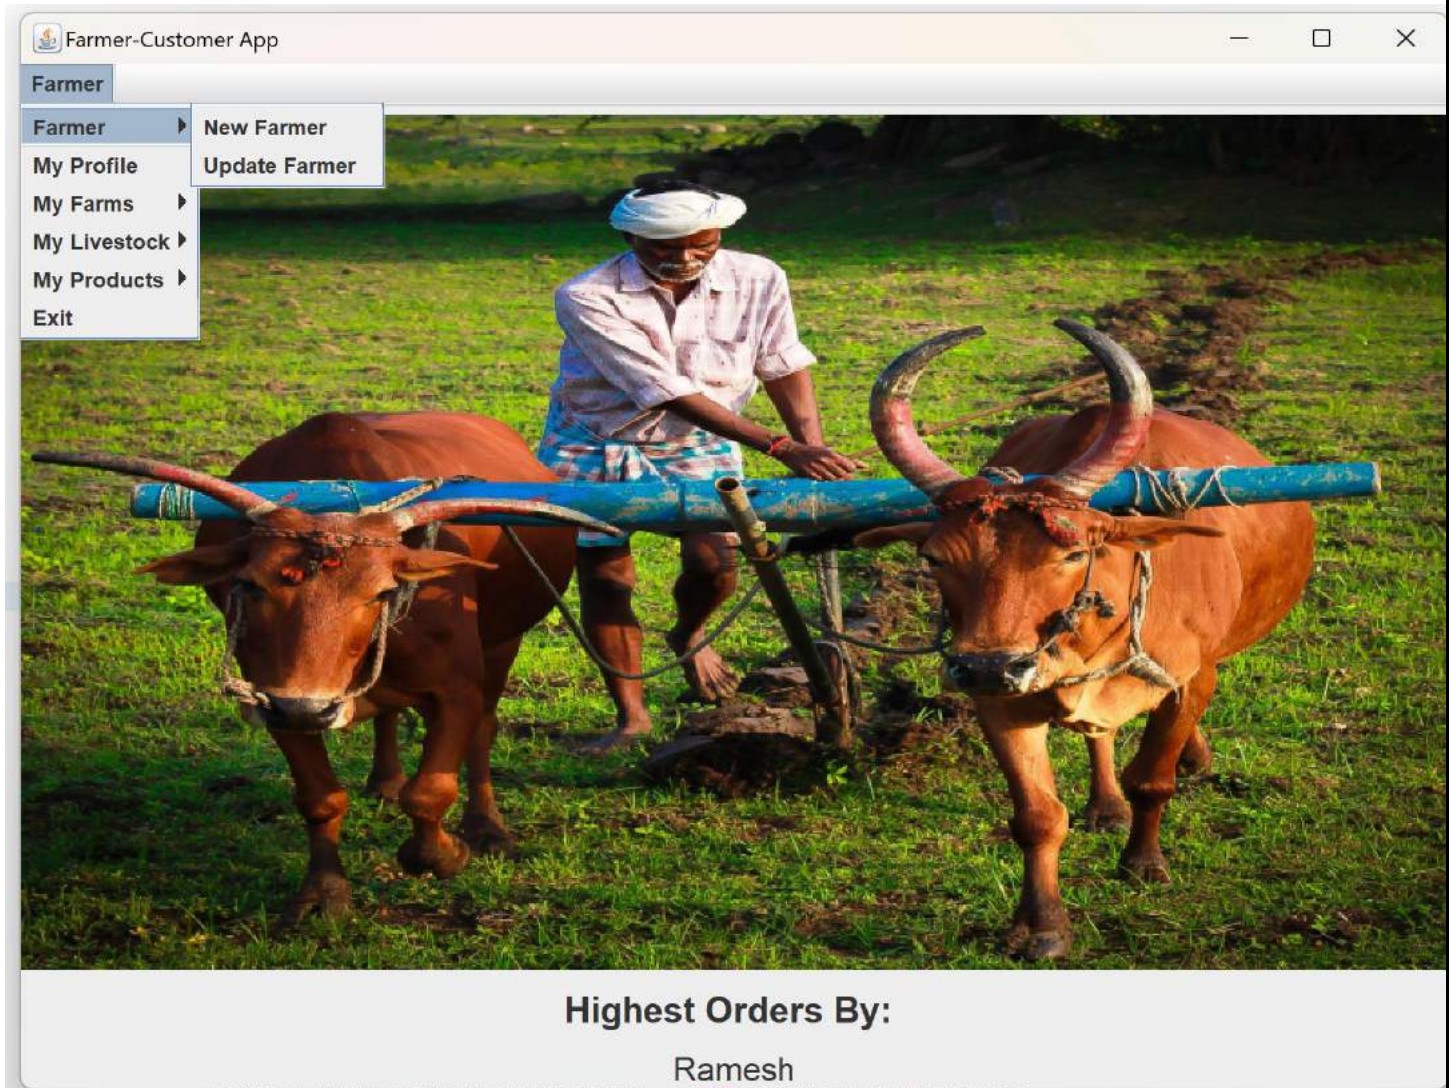 Farmer-Customer App
Farmer
Farmer
New Farmer
My Profile
Update Farmer
My Farms
My Livestock
My Products
Exit
Highest Orders By:
Ramesh